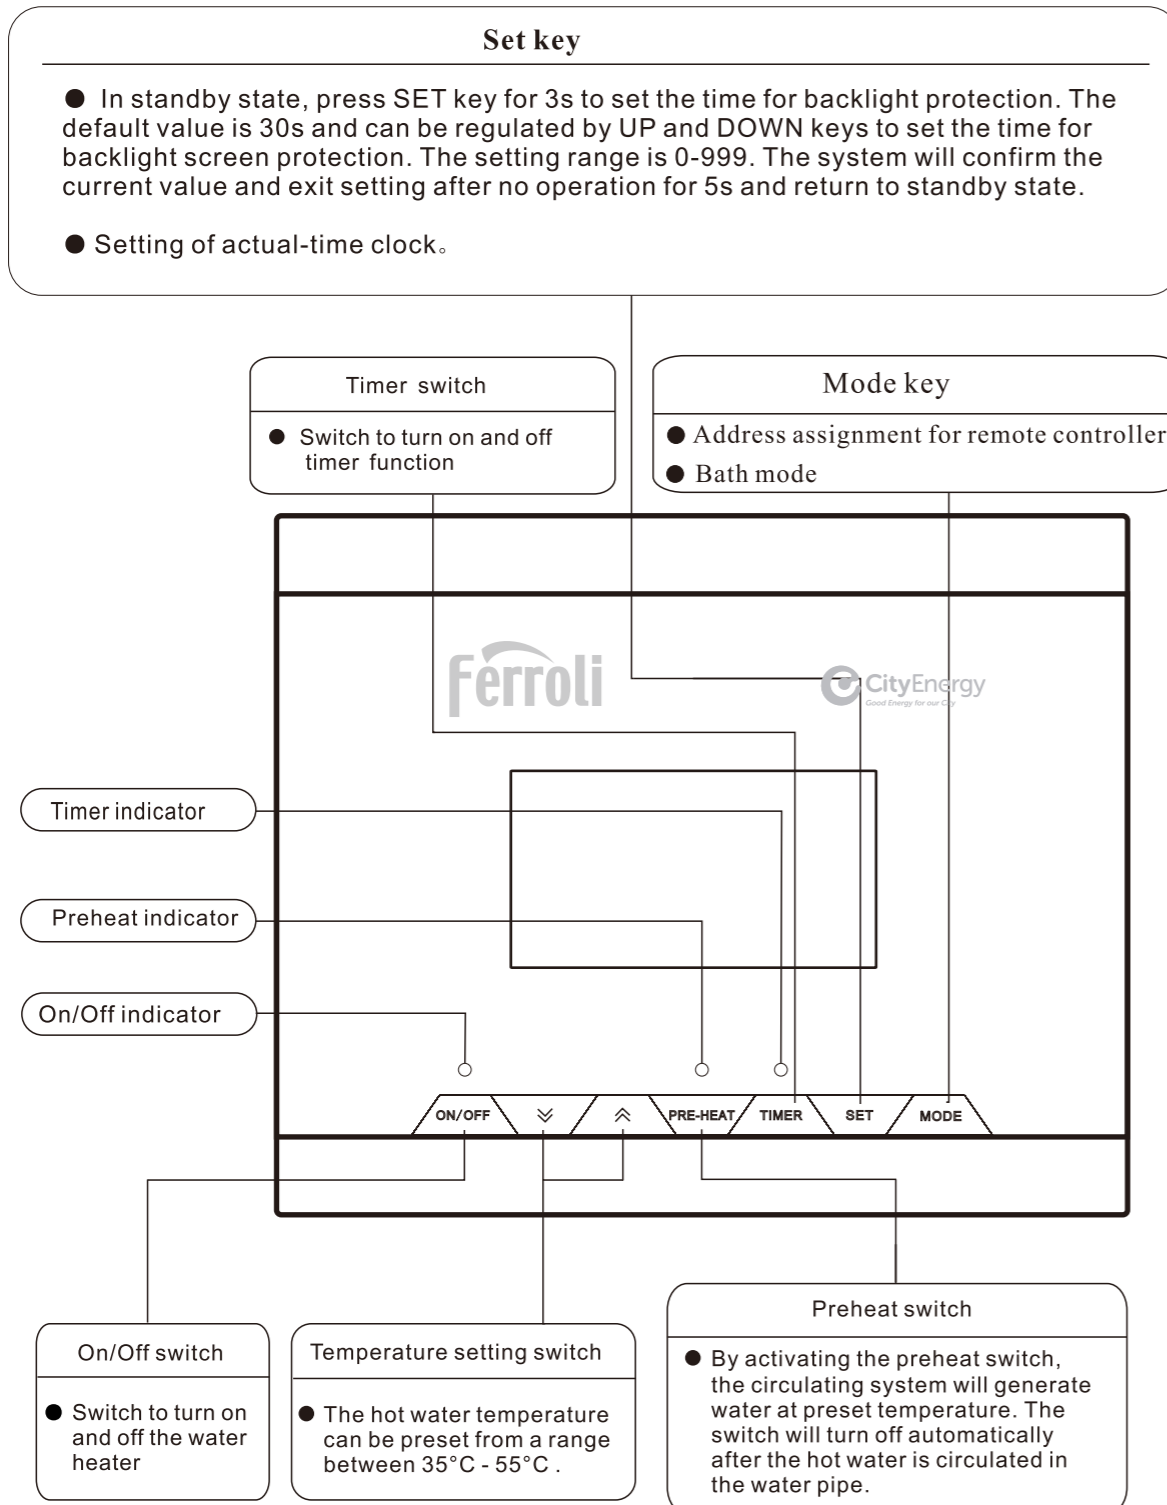 Set key
● In standby state, press SET key for 3s to set the time for backlight protection. The
default value is 30s and can be regulated by UP and DOWN keys to set the time for
backlight screen protection. The setting range is 0-999. The system will confirm the
current value and exit setting after no operation for 5s and return to standby state.
● Setting of actual-time clock。
Timer switch
● Switch to turn on and off
timer function
Mode key
● Address assignment for remote controller
● Bath mode
Ferroli
CityEnergy
Good Energy for our City
Timer indicator
Preheat indicator
On/Off indicator
ON/OFF
PRE-HEAT
TIMER
SET
MODE
On/Off switch
● Switch to turn on
and off the water
heater
Temperature setting switch
● The hot water temperature
can be preset from a range
between 35°C - 55°C .
Preheat switch
● By activating the preheat switch,
the circulating system will generate
water at preset temperature. The
switch will turn off automatically
after the hot water is circulated in
the water pipe.